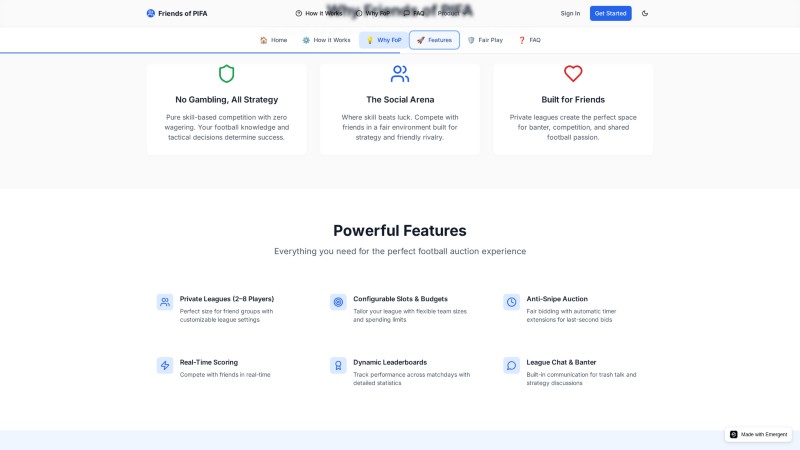 Friends of PIFA
How It Works
Why FoP
FAQ
Product
Sign In
Get Started
Why Friends of PIFA
🏠 Home
⚙️ How it Works
💡 Why FoP
🚀 Features
🛡️ Fair Play
❓ FAQ
No Gambling, All Strategy
Pure skill-based competition with zero
wagering. Your football knowledge and
tactical decisions determine success.
The Social Arena
Where skill beats luck. Compete with
friends in a fair environment built for
strategy and friendly rivalry.
Built for Friends
Private leagues create the perfect space
for banter, competition, and shared
football passion.
Powerful Features
Everything you need for the perfect football auction experience
Private Leagues (2–8 Players)
Perfect size for friend groups with
customizable league settings
Configurable Slots & Budgets
Tailor your league with flexible team sizes
and spending limits
Anti-Snipe Auction
Fair bidding with automatic timer
extensions for last-second bids
Real-Time Scoring
Compete with friends in real-time
Dynamic Leaderboards
Track performance across matchdays with
detailed statistics
League Chat & Banter
Built-in communication for trash talk and
strategy discussions
Made with Emergent